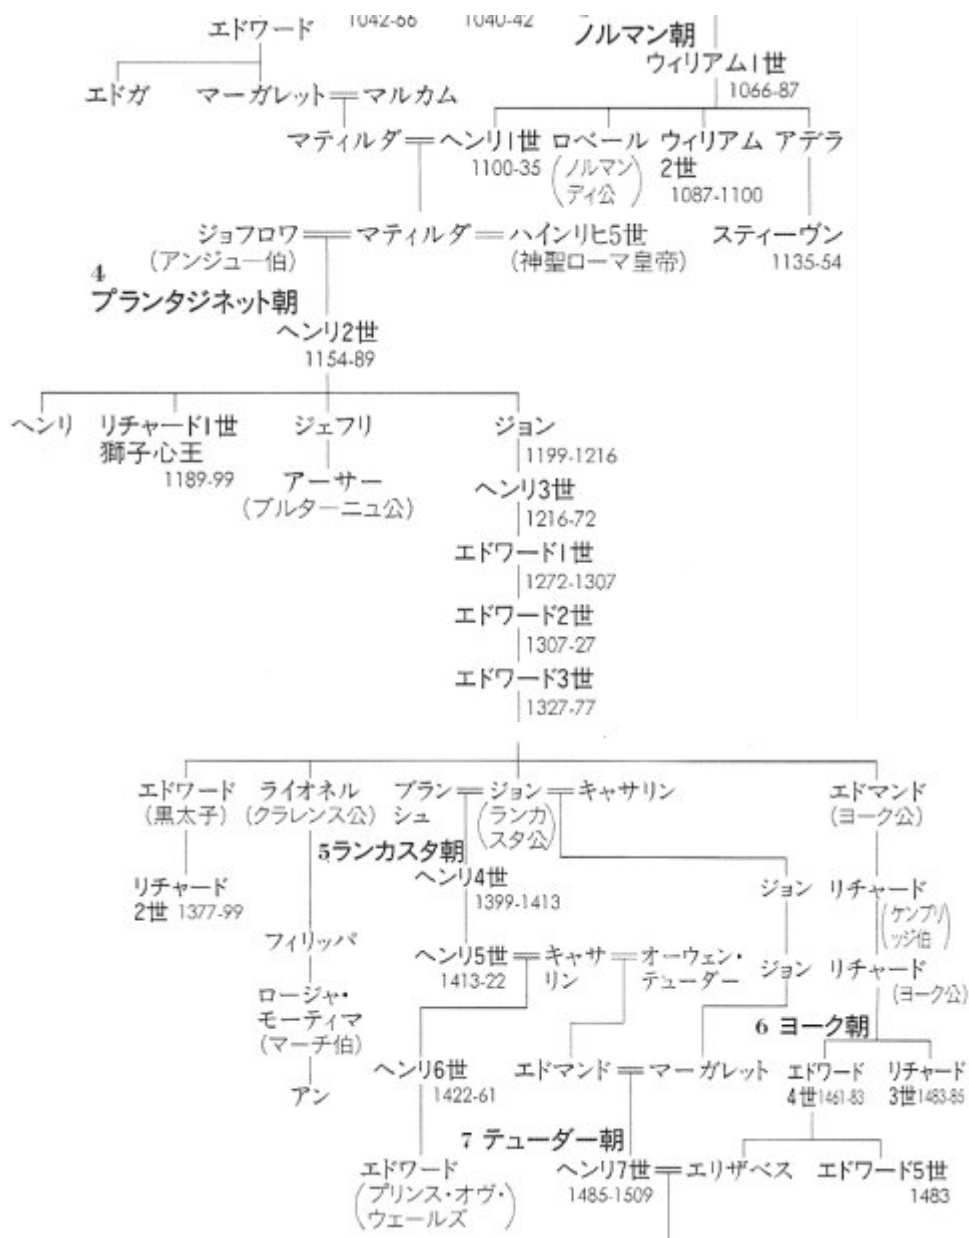 エドワード
1042-66
1040-42
ノルマン朝
ウィリアム1世
1066-87
エドガ
マーガレット
マルカム
マティルダ
ヘンリ1世
1100-35
ロベール
(ノルマン
ディ公)
ウィリアム
2世
1087-1100
アデラ
ジョフロワ
(アンジュー伯)
マティルダ
ハインリヒ5世
(神聖ローマ皇帝)
スティーヴン
1135-54
4
プランタジネット朝
ヘンリ2世
1154-89
ヘンリ
リチャード1世
獅子心王
1189-99
ジェフリ
ジョン
1199-1216
アーサー
(ブルターニュ公)
ヘンリ3世
1216-72
エドワード1世
1272-1307
エドワード2世
1307-27
エドワード3世
1327-77
エドワード
(黒太子)
ライオネル
(クラレンス公)
ブラン
シュ
ジョン
(ランカ
スタ公)
キャサリン
エドマンド
(ヨーク公)
5ランカスタ朝
リチャード
2世 1377-99
ヘンリ4世
1399-1413
ジョン
リチャード
(ケンブリ
ッジ伯)
フィリッパ
ヘンリ5世
1413-22
キャサ
リン
オーウェン・
テューダー
ジョン
リチャード
(ヨーク公)
ロージャ・
モーティマ
(マーチ伯)
6 ヨーク朝
アン
ヘンリ6世
1422-61
エドマンド
マーガレット
エドワード
4世1461-83
リチャード
3世1483-85
7 テューダー朝
エドワード
(プリンス・オヴ・
ウェールズ)
ヘンリ7世
1485-1509
エリザベス
エドワード5世
1483